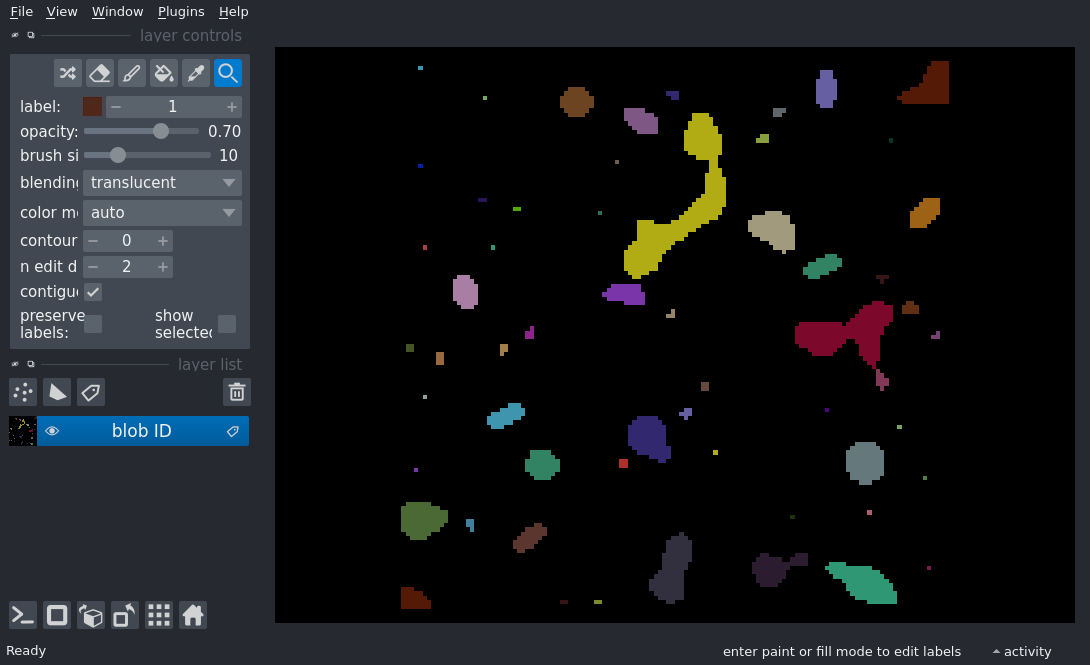 File View Window Plugins Help
layer controls
label: 1
opacity: 0.70
brush si 10
blending translucent
color m auto
contour 0
n edit d 2
contigu
preserve labels: show selected
layer list
blob ID
Ready enter paint or fill mode to edit labels activity